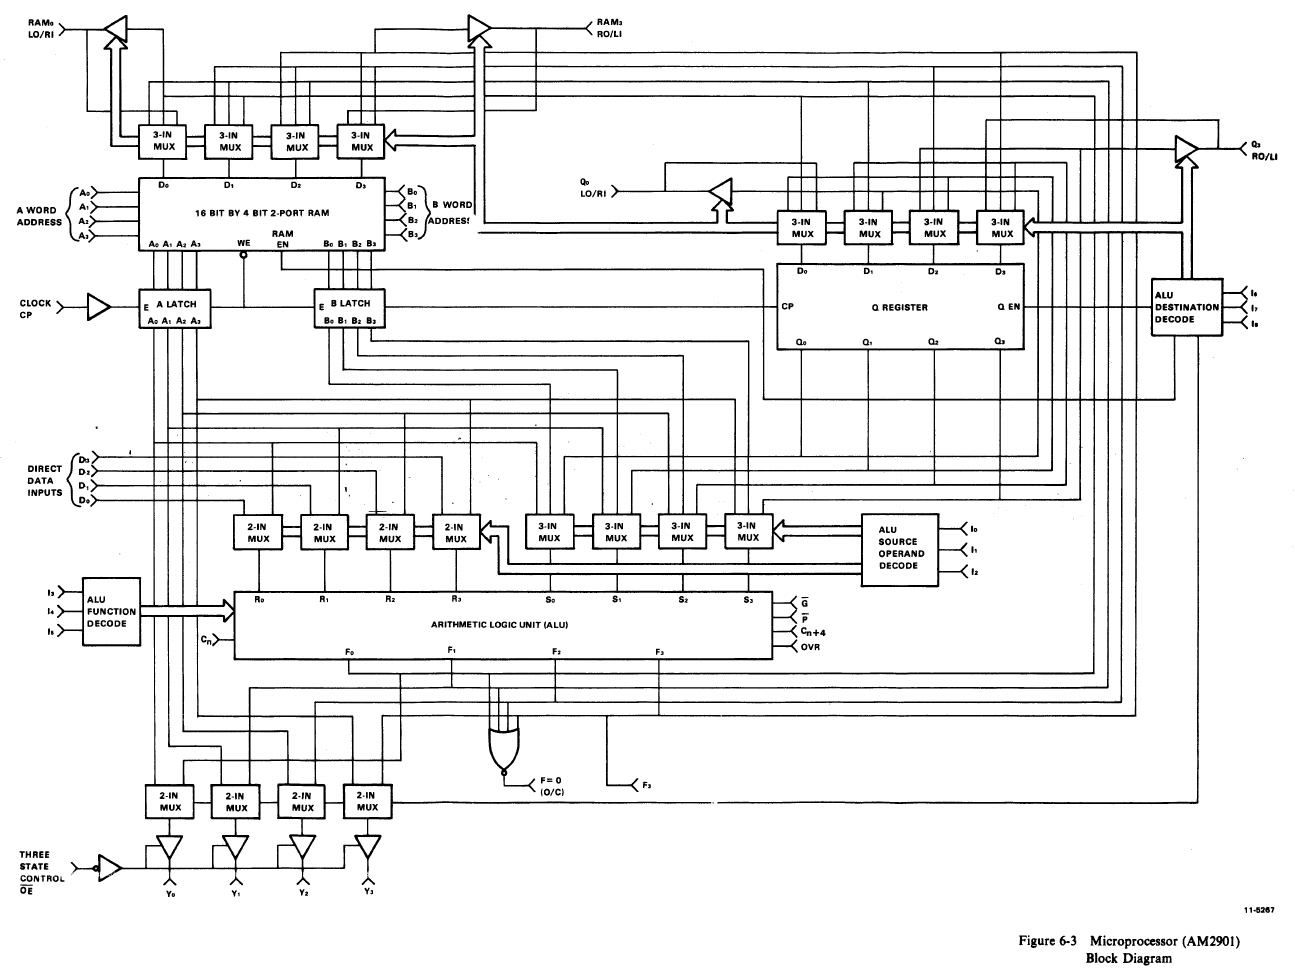 RAM₀
LO/RI
RAM₃
RO/LI
3-IN
MUX
3-IN
MUX
3-IN
MUX
3-IN
MUX
Q₃
RO/LI
Q₀
LO/RI
A WORD
ADDRESS
A₀
A₁
A₂
A₃
D₀ D₁ D₂ D₃
16 BIT BY 4 BIT 2-PORT RAM
RAM
EN
WE
A₀ A₁ A₂ A₃
B₀ B₁ B₂ B₃
B₀
B₁
B₂
B₃
B WORD
ADDRES
3-IN
MUX
3-IN
MUX
3-IN
MUX
3-IN
MUX
CLOCK
CP
E A LATCH
A₀ A₁ A₂ A₃
E B LATCH
B₀ B₁ B₂ B₃
D₀ D₁ D₂ D₃
CP Q REGISTER Q EN
Q₀ Q₁ Q₂ Q₃
ALU
DESTINATION
DECODE
I₆
I₇
I₈
DIRECT
DATA
INPUTS
D₃
D₂
D₁
D₀
2-IN
MUX
2-IN
MUX
2-IN
MUX
2-IN
MUX
3-IN
MUX
3-IN
MUX
3-IN
MUX
3-IN
MUX
ALU
SOURCE
OPERAND
DECODE
I₀
I₁
I₂
I₃
I₄
I₅
ALU
FUNCTION
DECODE
Cn
R₀ R₁ R₂ R₃ S₀ S₁ S₂ S₃
ARITHMETIC LOGIC UNIT (ALU)
F₀ F₁ F₂ F₃
G̅
P̅
Cn+4
OVR
F=0
(O/C)
F₃
2-IN
MUX
2-IN
MUX
2-IN
MUX
2-IN
MUX
THREE
STATE
CONTROL
O̅E̅
Y₀ Y₁ Y₂ Y₃
11-5267
Figure 6-3 Microprocessor (AM2901)
Block Diagram